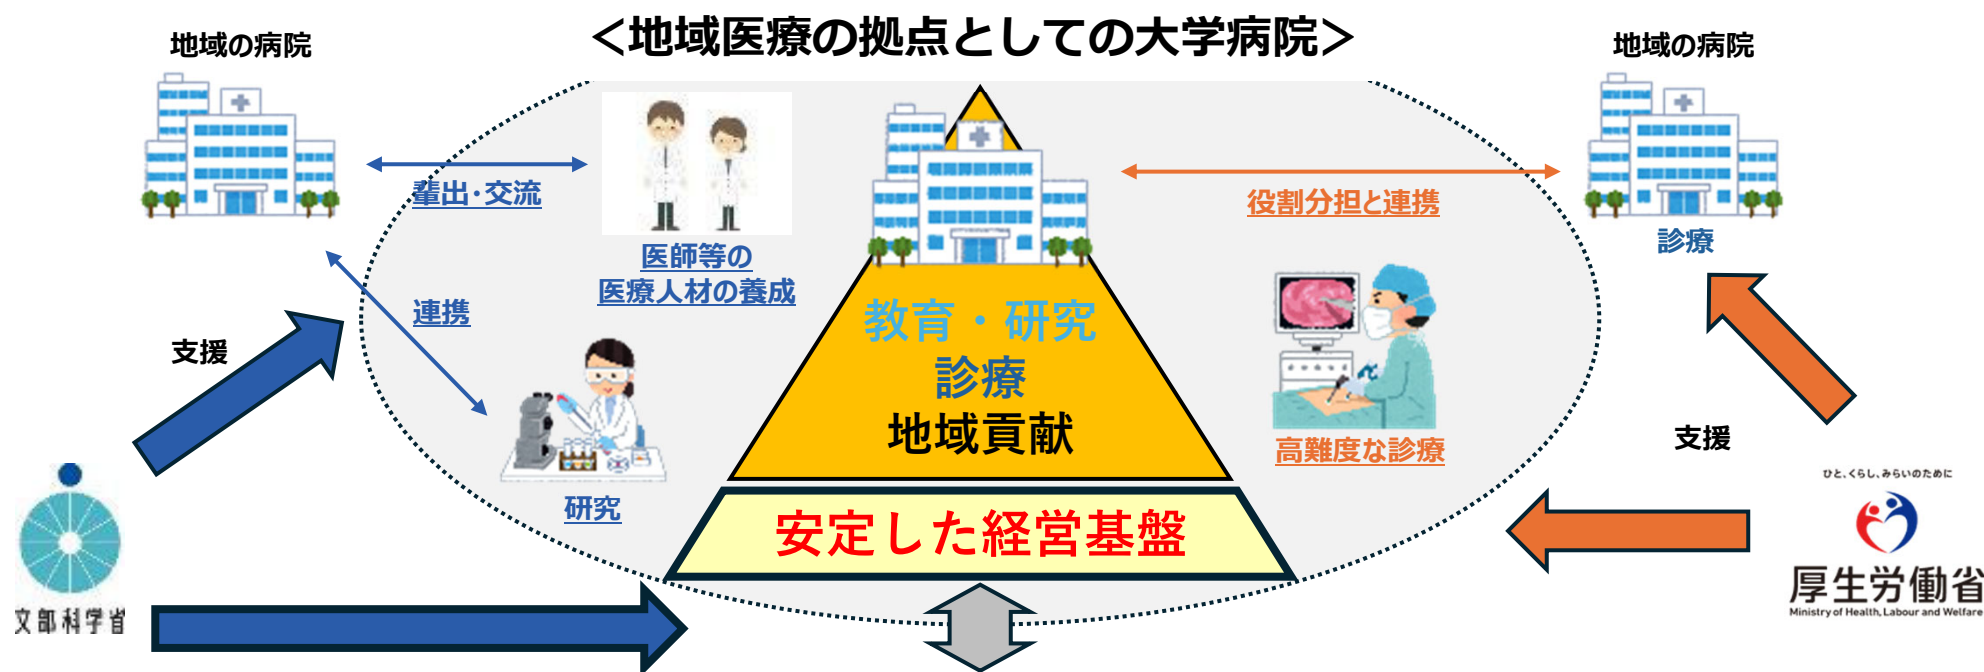 ＜地域医療の拠点としての大学病院＞
地域の病院
地域の病院
輩出・交流
役割分担と連携
診療
医師等の
医療人材の養成
連携
教育・研究
診療
地域貢献
支援
高難度な診療
支援
研究
安定した経営基盤
ひと、くらし、みらいのために
文部科学省
厚生労働省
Ministry of Health, Labour and Welfare